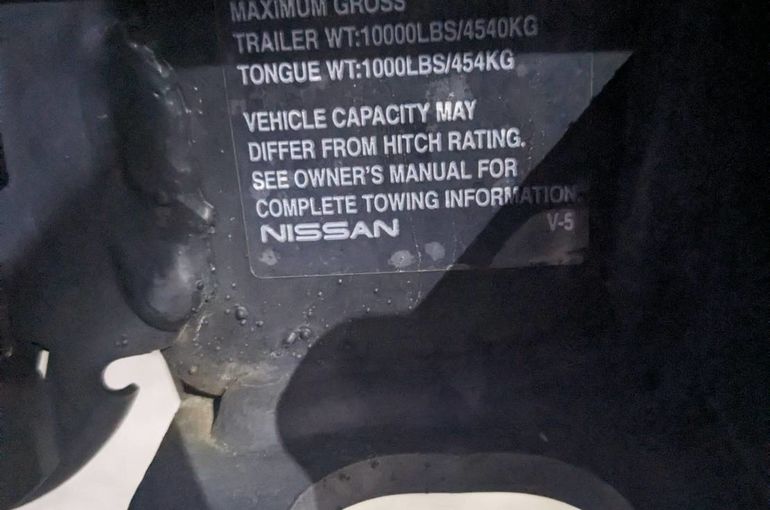 MAXIMUM GROSS
TRAILER WT:10000LBS/4540KG
TONGUE WT:1000LBS/454KG
VEHICLE CAPACITY MAY
DIFFER FROM HITCH RATING.
SEE OWNER'S MANUAL FOR
COMPLETE TOWING INFORMATION.
NISSAN V-5